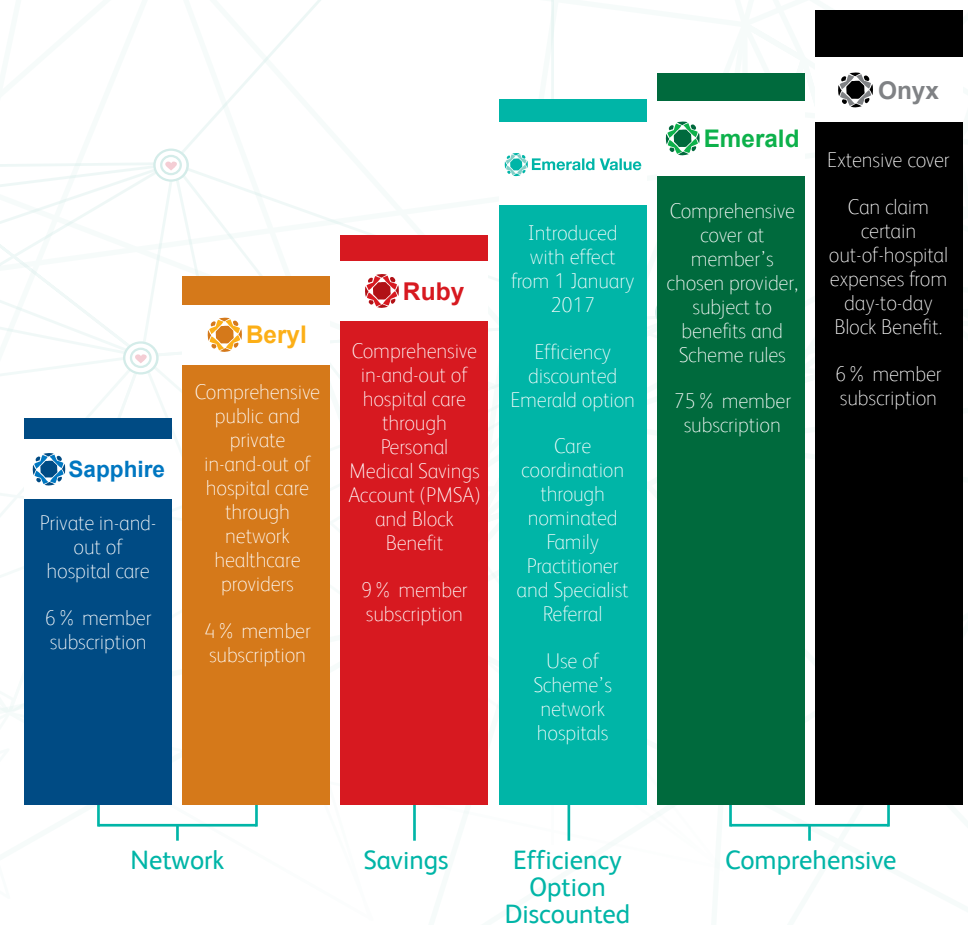 Sapphire
Private in-and-
out of
hospital care
6% member
subscription
Beryl
Comprehensive
public and
private
in-and-out of
hospital care
through
network
healthcare
providers
4% member
subscription
Ruby
Comprehensive
in-and-out of
hospital care
through
Personal
Medical Savings
Account (PMSA)
and Block
Benefit
9% member
subscription
Emerald Value
Introduced
with effect
from 1 January
2017
Efficiency
discounted
Emerald option
Care
coordination
through
nominated
Family
Practitioner
and Specialist
Referral
Use of
Scheme's
network
hospitals
Emerald
Comprehensive
cover at
member's
chosen provider,
subject to
benefits and
Scheme rules
75% member
subscription
Onyx
Extensive cover
Can claim
certain
out-of-hospital
expenses from
day-to-day
Block Benefit.
6% member
subscription
Network
Savings
Efficiency
Option
Discounted
Comprehensive